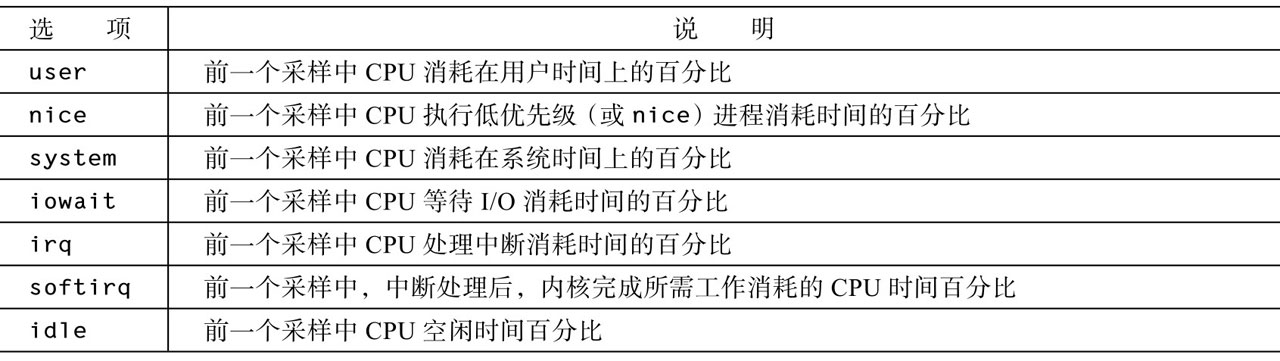 选 项 说 明
user 前一个采样中 CPU 消耗在用户时间上的百分比
nice 前一个采样中 CPU 执行低优先级（或 nice）进程消耗时间的百分比
system 前一个采样中 CPU 消耗在系统时间上的百分比
iowait 前一个采样中 CPU 等待 I/O 消耗时间的百分比
irq 前一个采样中 CPU 处理中断消耗时间的百分比
softirq 前一个采样中，中断处理后，内核完成所需工作消耗的 CPU 时间百分比
idle 前一个采样中 CPU 空闲时间百分比